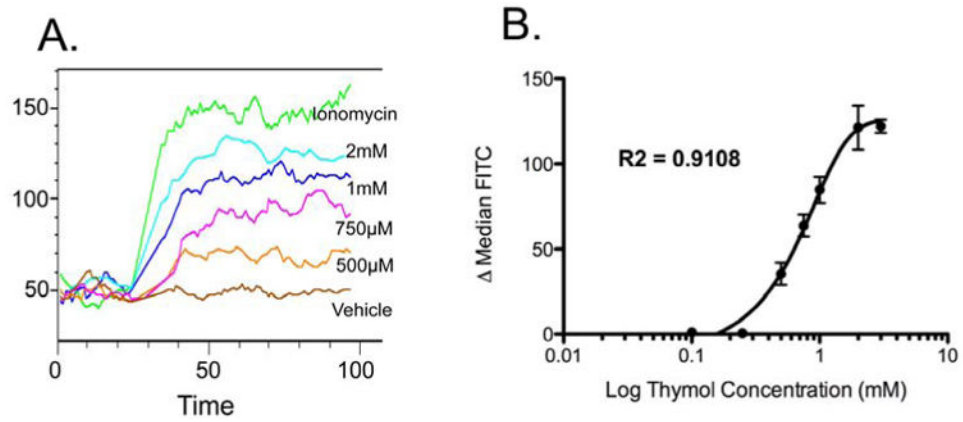 A.
150
100
50
Ionomycin
2mM
1mM
750µM
500µM
Vehicle
0 50 100
Time
B.
150
100
50
0
R2 = 0.9108
Δ Median FITC
0.01 0.1 1 10
Log Thymol Concentration (mM)